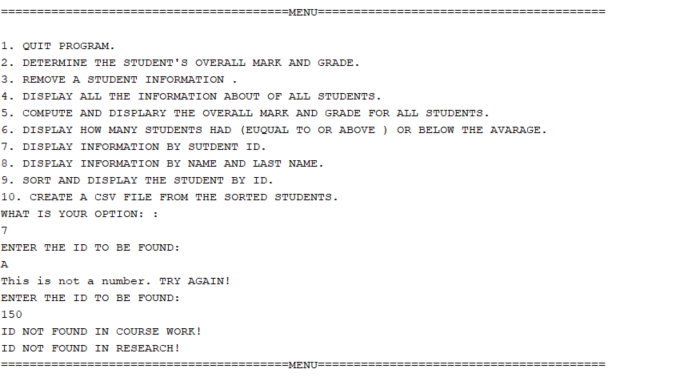 =========================================MENU=========================================
1. QUIT PROGRAM.
2. DETERMINE THE STUDENT'S OVERALL MARK AND GRADE.
3. REMOVE A STUDENT INFORMATION .
4. DISPLAY ALL THE INFORMATION ABOUT OF ALL STUDENTS.
5. COMPUTE AND DISPLARY THE OVERALL MARK AND GRADE FOR ALL STUDENTS.
6. DISPLAY HOW MANY STUDENTS HAD (EUQUAL TO OR ABOVE ) OR BELOW THE AVARAGE.
7. DISPLAY INFORMATION BY SUTDENT ID.
8. DISPLAY INFORMATION BY NAME AND LAST NAME.
9. SORT AND DISPLAY THE STUDENT BY ID.
10. CREATE A CSV FILE FROM THE SORTED STUDENTS.
WHAT IS YOUR OPTION: :
7
ENTER THE ID TO BE FOUND:
A
This is not a number. TRY AGAIN!
ENTER THE ID TO BE FOUND:
150
ID NOT FOUND IN COURSE WORK!
ID NOT FOUND IN RESEARCH!
=========================================MENU=========================================